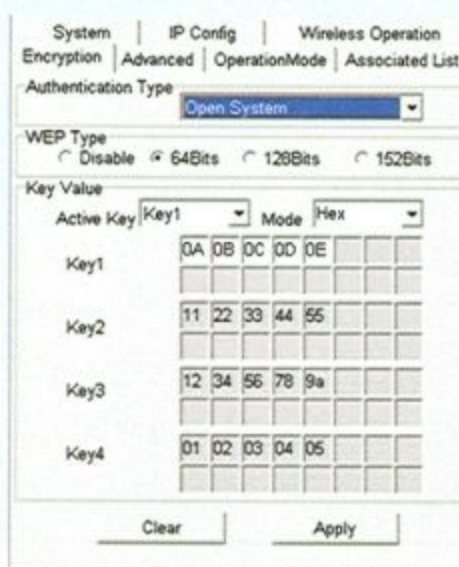 System IP Config Wireless Operation
Encryption Advanced OperationMode Associated List
Authentication Type
Open System
WEP Type
Disable 64Bits 128Bits 152Bits
Key Value
Active Key Key1 Mode Hex
Key1 0A 0B 0C 0D 0E
Key2 11 22 33 44 55
Key3 12 34 56 78 9a
Key4 01 02 03 04 05
Clear Apply